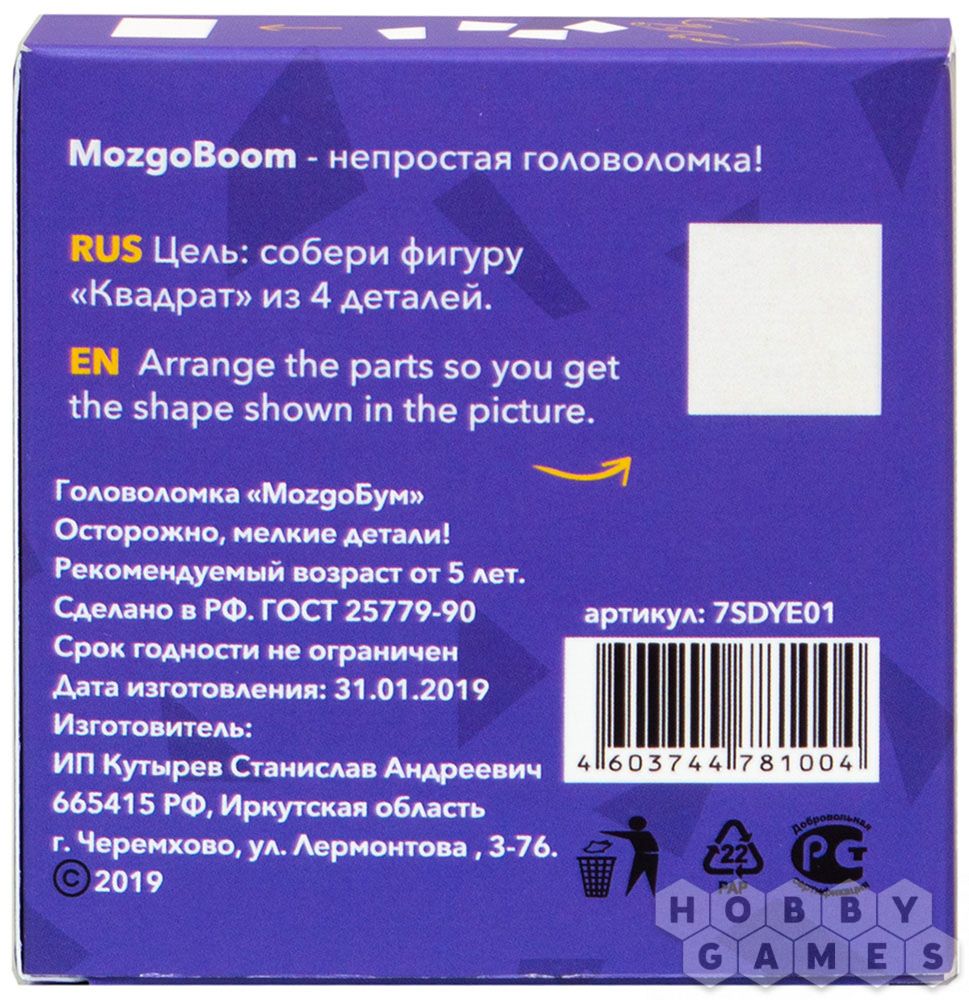 MozgoBoom - непростая головоломка!
RUS Цель: собери фигуру
«Квадрат» из 4 деталей.
EN Arrange the parts so you get
the shape shown in the picture.
Головоломка «MozgoБум»
Осторожно, мелкие детали!
Рекомендуемый возраст от 5 лет.
Сделано в РФ. ГОСТ 25779-90
Срок годности не ограничен
Дата изготовления: 31.01.2019
Изготовитель:
ИП Кутырев Станислав Андреевич
665415 РФ, Иркутская область
г. Черемхово, ул. Лермонтова , 3-76.
©2019
артикул: 7SDYE01
4 603744 781004
22
PAP
Добровольная
РСТ
сертификация
HOBBY
GAMES